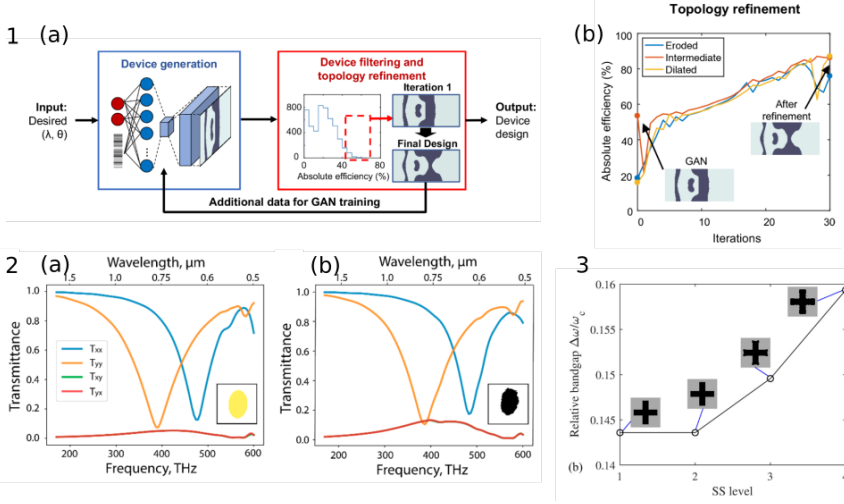 1 (a)
Device generation
Device filtering and
topology refinement
Iteration 1
Input:
Desired
(λ, θ)
800
400
0
0 40 80
Absolute efficiency (%)
Final Design
Output:
Device
design
Additional data for GAN training
(b)
Topology refinement
Absolute efficiency (%)
100
80
60
40
20
0
Eroded
Intermediate
Dilated
After
refinement
GAN
0 10 20 30
Iterations
2 (a)
Wavelength, μm
1.5 1.0 0.75 0.6 0.5
Transmittance
1.0
0.8
0.6
0.4
0.2
0.0
Txx
Tyy
Txy
Tyx
200 300 400 500 600
Frequency, THz
(b)
Wavelength, μm
1.5 1.0 0.75 0.6 0.5
Transmittance
1.0
0.8
0.6
0.4
0.2
0.0
200 300 400 500 600
Frequency, THz
3
Relative bandgap Δω/ωc
0.16
0.155
0.15
0.145
0.14
(b)
1 2 3 4
SS level